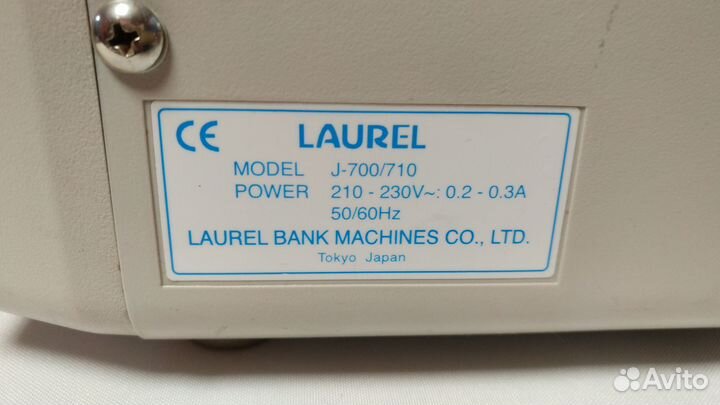 CE LAUREL
MODEL J-700/710
POWER 210 - 230V~: 0.2 - 0.3A
50/60Hz
LAUREL BANK MACHINES CO., LTD.
Tokyo Japan
Avito